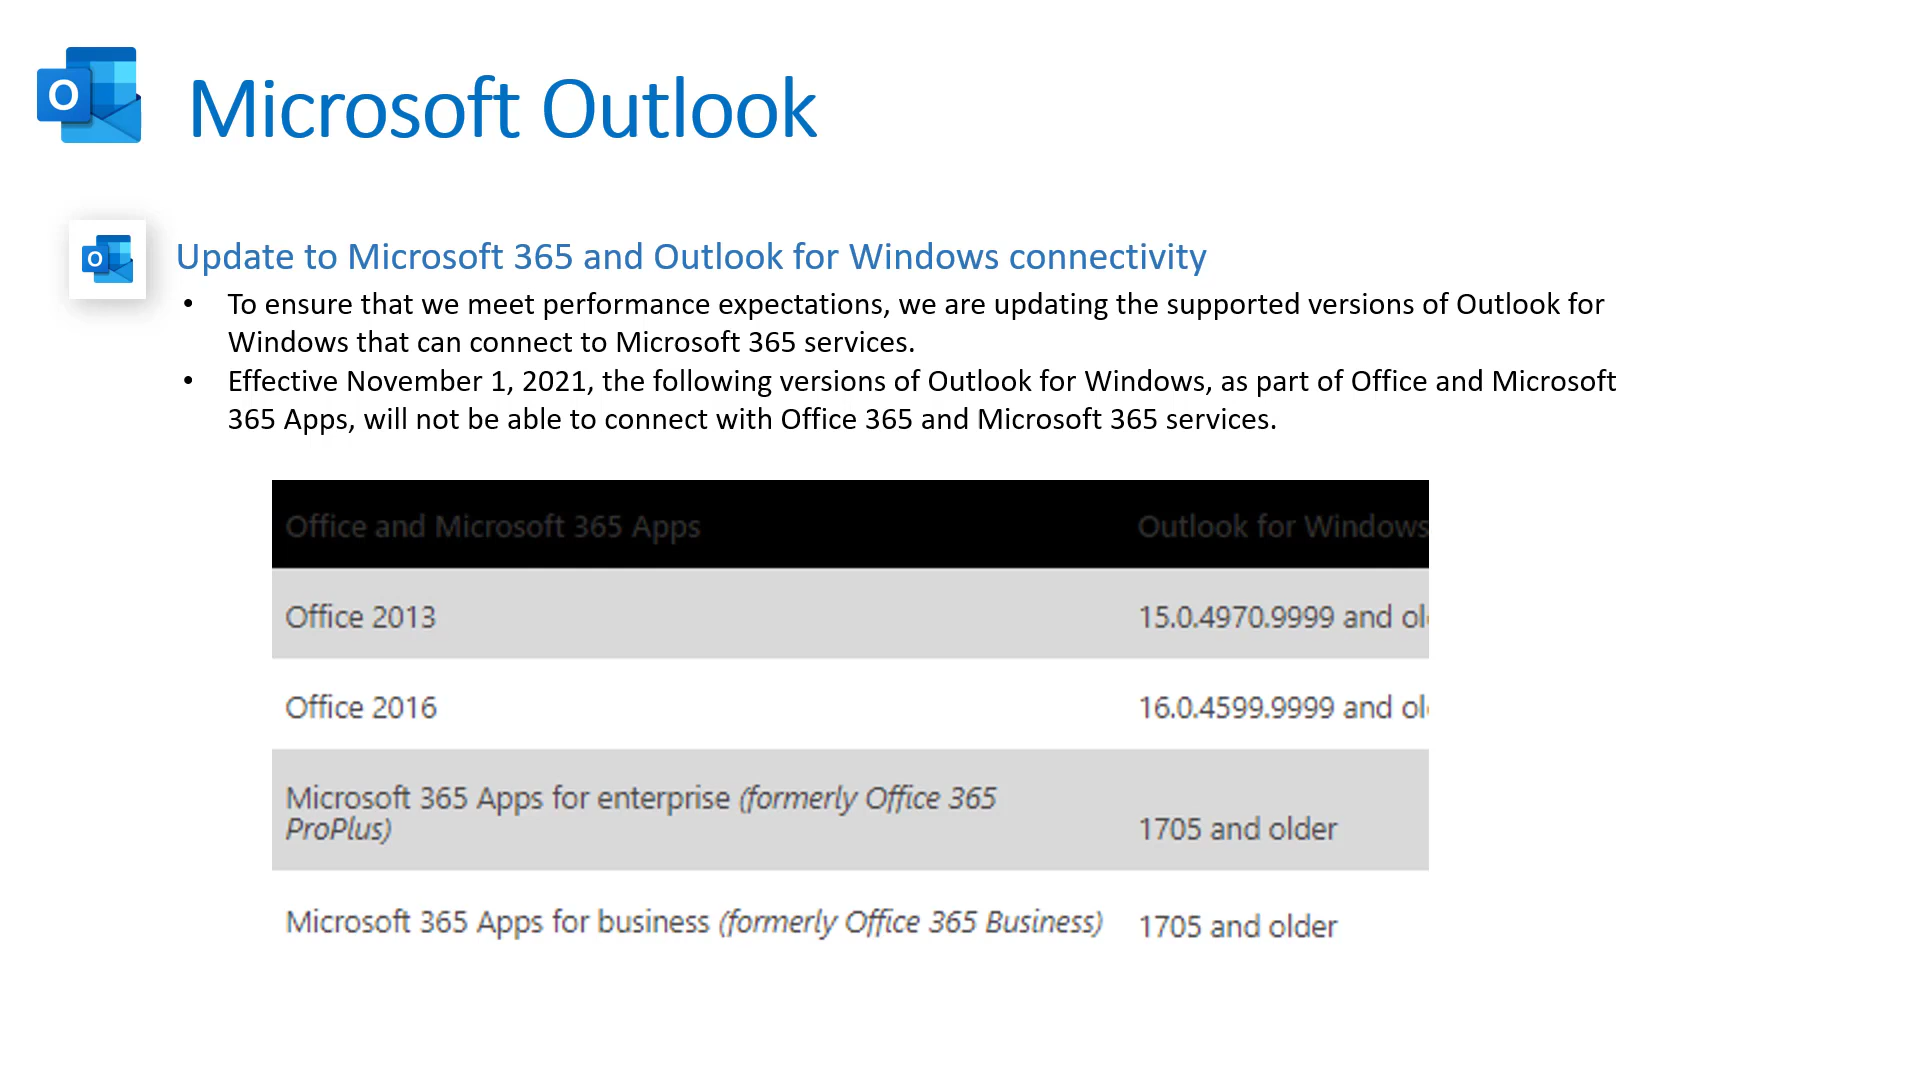 O
Microsoft Outlook
O
Update to Microsoft 365 and Outlook for Windows connectivity
• To ensure that we meet performance expectations, we are updating the supported versions of Outlook for
Windows that can connect to Microsoft 365 services.
• Effective November 1, 2021, the following versions of Outlook for Windows, as part of Office and Microsoft
365 Apps, will not be able to connect with Office 365 and Microsoft 365 services.
Office and Microsoft 365 Apps Outlook for Windows
Office 2013 15.0.4970.9999 and
Office 2016 16.0.4599.9999 and
Microsoft 365 Apps for enterprise (formerly Office 365
ProPlus) 1705 and older
Microsoft 365 Apps for business (formerly Office 365 Business) 1705 and older